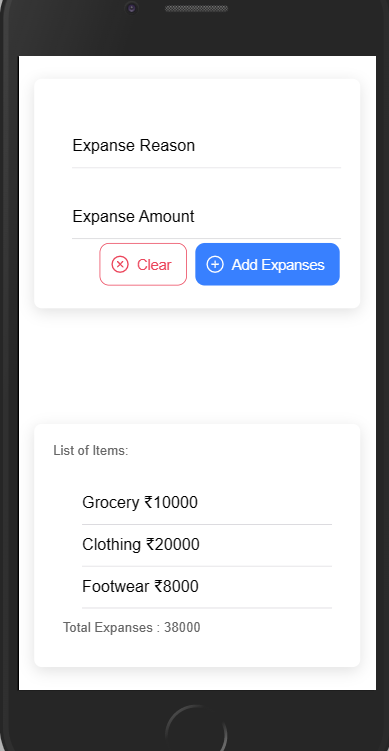 Expanse Reason
Expanse Amount
Clear
Add Expanses
List of Items:
Grocery ₹10000
Clothing ₹20000
Footwear ₹8000
Total Expanses : 38000